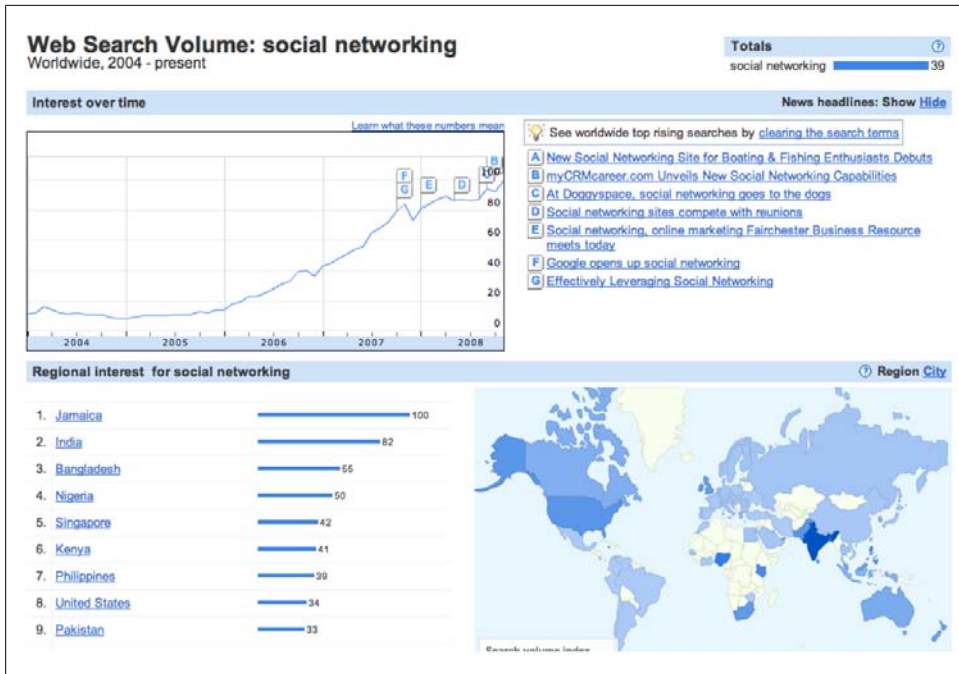 Web Search Volume: social networking
Worldwide, 2004 - present
Totals
social networking 39
Interest over time
News headlines: Show Hide
Learn what these numbers mean
100
80
60
40
20
0
F
G
E
D
B
2004 2005 2006 2007 2008
See worldwide top rising searches by clearing the search terms
A New Social Networking Site for Boating & Fishing Enthusiasts Debuts
B myCRMcareer.com Unveils New Social Networking Capabilities
C At Doggyspace, social networking goes to the dogs
D Social networking sites compete with reunions
E Social networking, online marketing Fairchester Business Resource
meets today
F Google opens up social networking
G Effectively Leveraging Social Networking
Regional interest for social networking
? Region City
1. Jamaica 100
2. India 82
3. Bangladesh 55
4. Nigeria 50
5. Singapore 42
6. Kenya 41
7. Philippines 39
8. United States 34
9. Pakistan 33
Search volume index